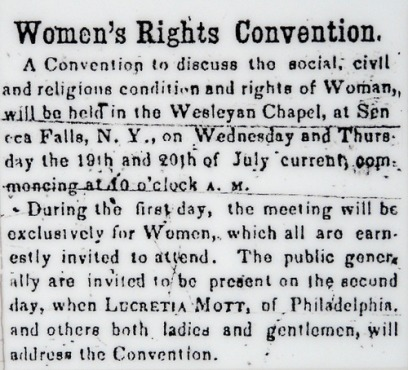 Women's Rights Convention.
A Convention to discuss the social, civil
and religious condition and rights of Woman,
will be held in the Wesleyan Chapel, at Sen
eca Falls, N. Y., on Wednesday and Thurs-
day the 19th and 20th of July current, com-
mencing at 10 o'clock A. M.
During the first day, the meeting will be
exclusively for Women, which all are earn-
estly invited to attend. The public gener-
ally are invited to be present on the second
day, when LUCRETIA MOTT, of Philadelphia,
and others both ladies and gentlemen, will
address the Convention.